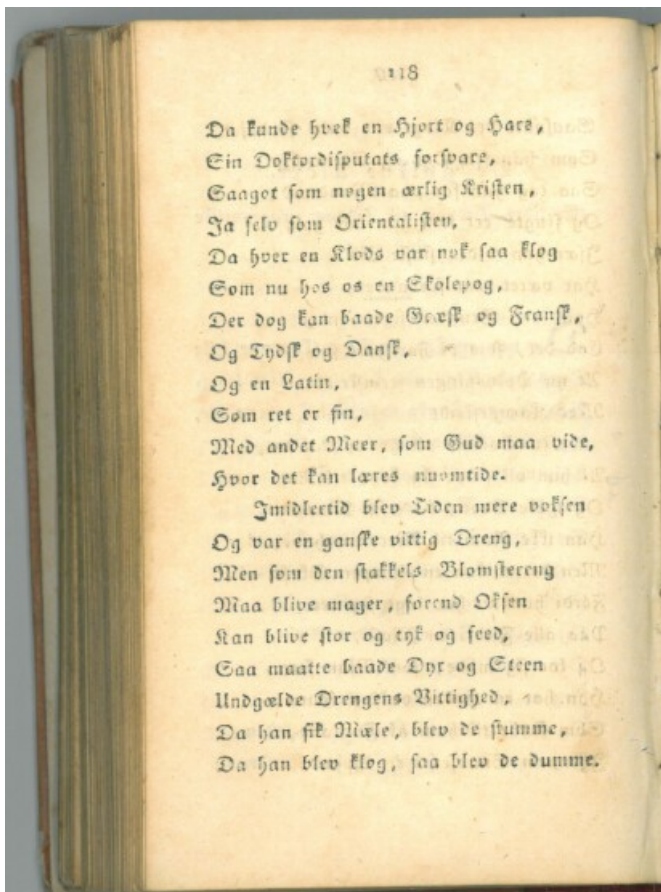 118
Da kunde hvek en Hjort og Hare,
Sin Doktordisputats forsvare,
Saagot som nogen ærlig Kristen,
Ja selv som Orientalisten,
Da hver en Klods var nok saa klog
Som nu hos os en Skolepog,
Der dog kan baade Græsk og Fransk,
Og Tydsk og Dansk,
Og en Latin,
Som ret er fin,
Med andet Meer, som Gud maa vide,
Hvor det kan læres nuomtide.
Imidlertid blev Tiden mere voksen
Og var en ganske vittig Dreng,
Men som den stakkels Blomstereng
Maa blive mager, forend Oksen
Kan blive stor og tyk og feed,
Saa maatte baade Dyr og Steen
Undgælde Drengens Vittighed,
Da han fik Mæle, blev de stumme,
Da han blev klog, saa blev de dumme.